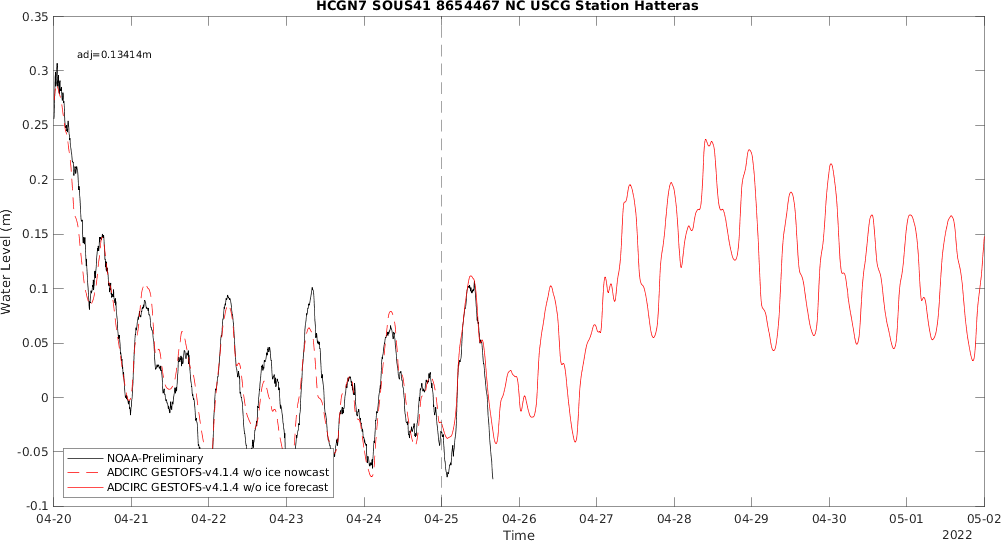 HCGN7 SOUS41 8654467 NC USCG Station Hatteras
adj=0.13414m
Water Level (m)
0.35
0.3
0.25
0.2
0.15
0.1
0.05
0
-0.05
-0.1
NOAA-Preliminary
ADCIRC GESTOFS-v4.1.4 w/o ice nowcast
ADCIRC GESTOFS-v4.1.4 w/o ice forecast
04-20 04-21 04-22 04-23 04-24 04-25 04-26 04-27 04-28 04-29 04-30 05-01 05-02
Time
2022